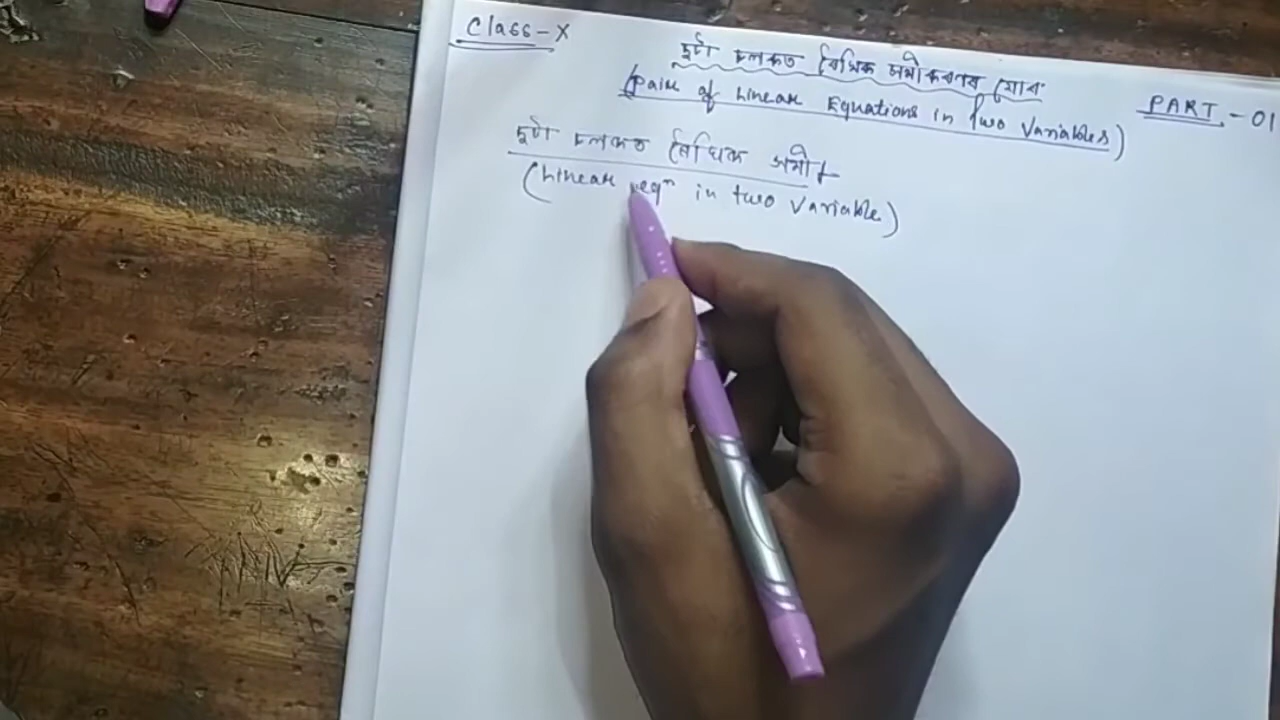 Class-X
দুটা চলকত ৰৈখিক সমীকৰণৰ যোৰ
(Pair of Linear Equations in Two Variables)
PART-01
দুটা চলকত ৰৈখিক সমীঃ
(Linear eqⁿ in two Variable)